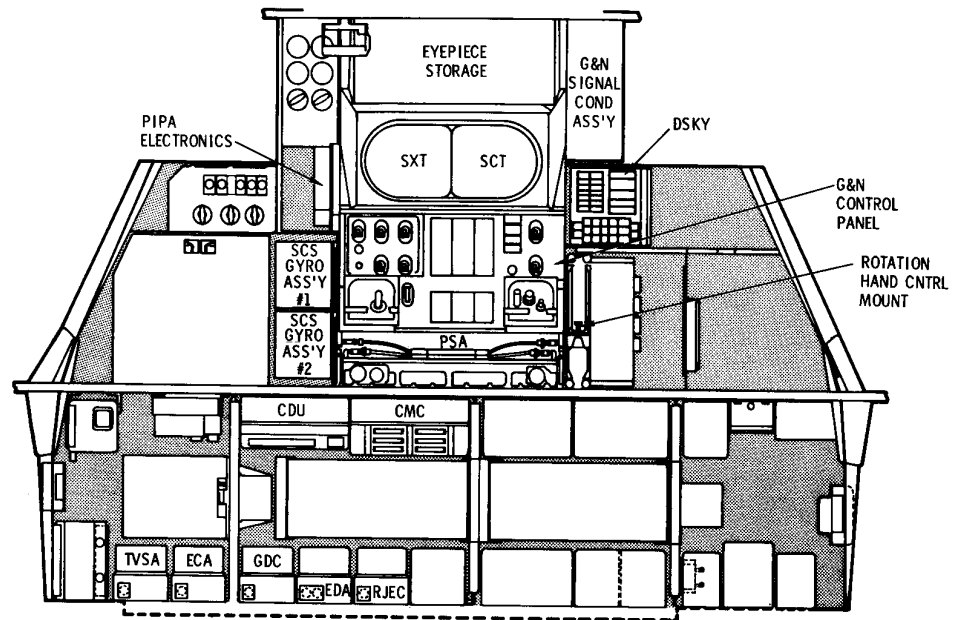 EYEPIECE
STORAGE
G&N
SIGNAL
COND
ASS'Y
PIPA
ELECTRONICS
DSKY
SXT
SCT
G&N
CONTROL
PANEL
SCS
GYRO
ASS'Y
#1
ROTATION
HAND CNTRL
MOUNT
SCS
GYRO
ASS'Y
#2
PSA
CDU
CMC
TVSA
ECA
GDC
EDA
RJEC